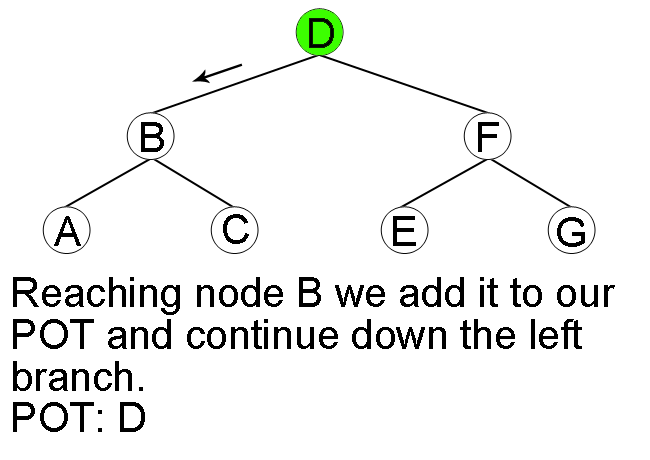 D
B F
A C E G
Reaching node B we add it to our
POT and continue down the left
branch.
POT: D